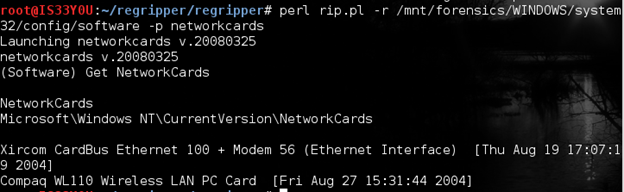 root@IS33Y0U:~/regripper/regripper# perl rip.pl -r /mnt/forensics/WINDOWS/system
32/config/software -p networkcards
Launching networkcards v.20080325
networkcards v.20080325
(Software) Get NetworkCards
NetworkCards
Microsoft\Windows NT\CurrentVersion\NetworkCards
Xircom CardBus Ethernet 100 + Modem 56 (Ethernet Interface)  [Thu Aug 19 17:07:1
9 2004]
Compaq WL110 Wireless LAN PC Card  [Fri Aug 27 15:31:44 2004]